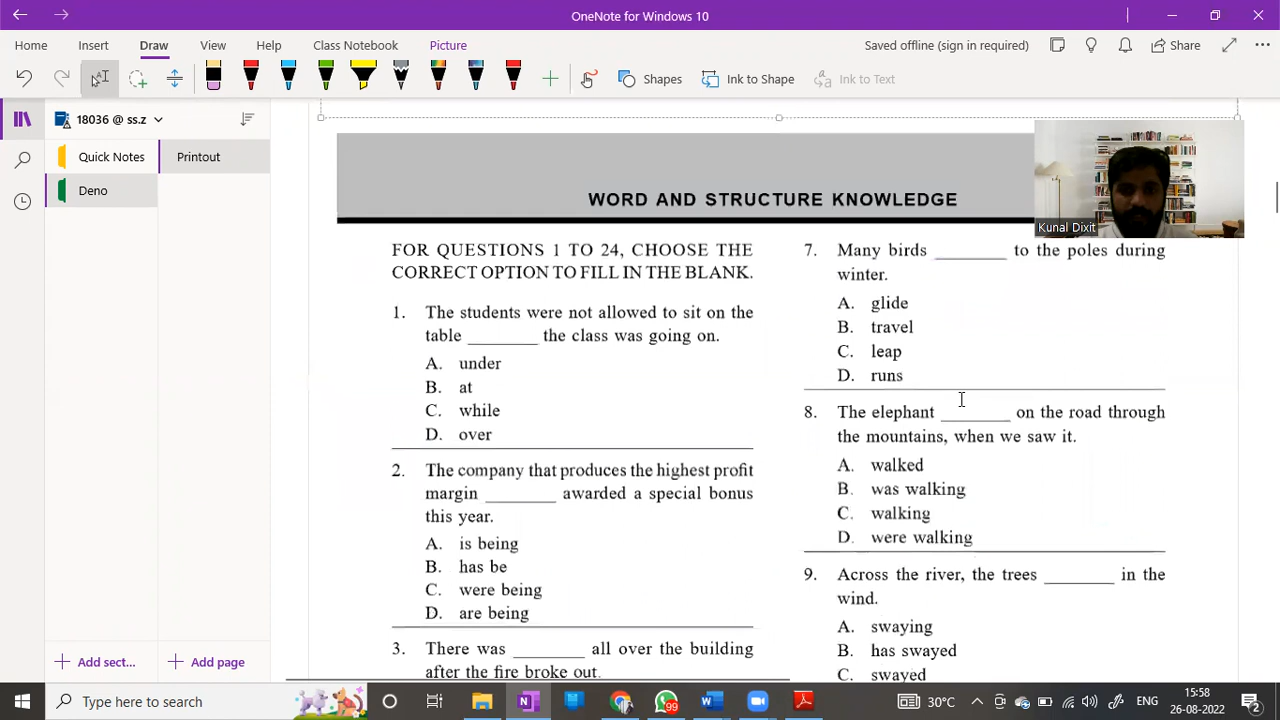 OneNote for Windows 10
Home
Insert
Draw
View
Help
Class Notebook
Picture
Saved offline (sign in required)
Share
Shapes
Ink to Shape
Ink to Text
18036 @ ss.z
Quick Notes
Printout
Deno
Kunal Dixit
WORD AND STRUCTURE KNOWLEDGE
FOR QUESTIONS 1 TO 24, CHOOSE THE
CORRECT OPTION TO FILL IN THE BLANK.
1. The students were not allowed to sit on the
table ________ the class was going on.
A. under
B. at
C. while
D. over
2. The company that produces the highest profit
margin ________ awarded a special bonus
this year.
A. is being
B. has be
C. were being
D. are being
3. There was ________ all over the building
after the fire broke out.
7. Many birds ________ to the poles during
winter.
A. glide
B. travel
C. leap
D. runs
8. The elephant ________ on the road through
the mountains, when we saw it.
A. walked
B. was walking
C. walking
D. were walking
9. Across the river, the trees ________ in the
wind.
A. swaying
B. has swayed
C. swayed
Add sect...
Add page
Type here to search
99
30°C
ENG
15:58
26-08-2022
2